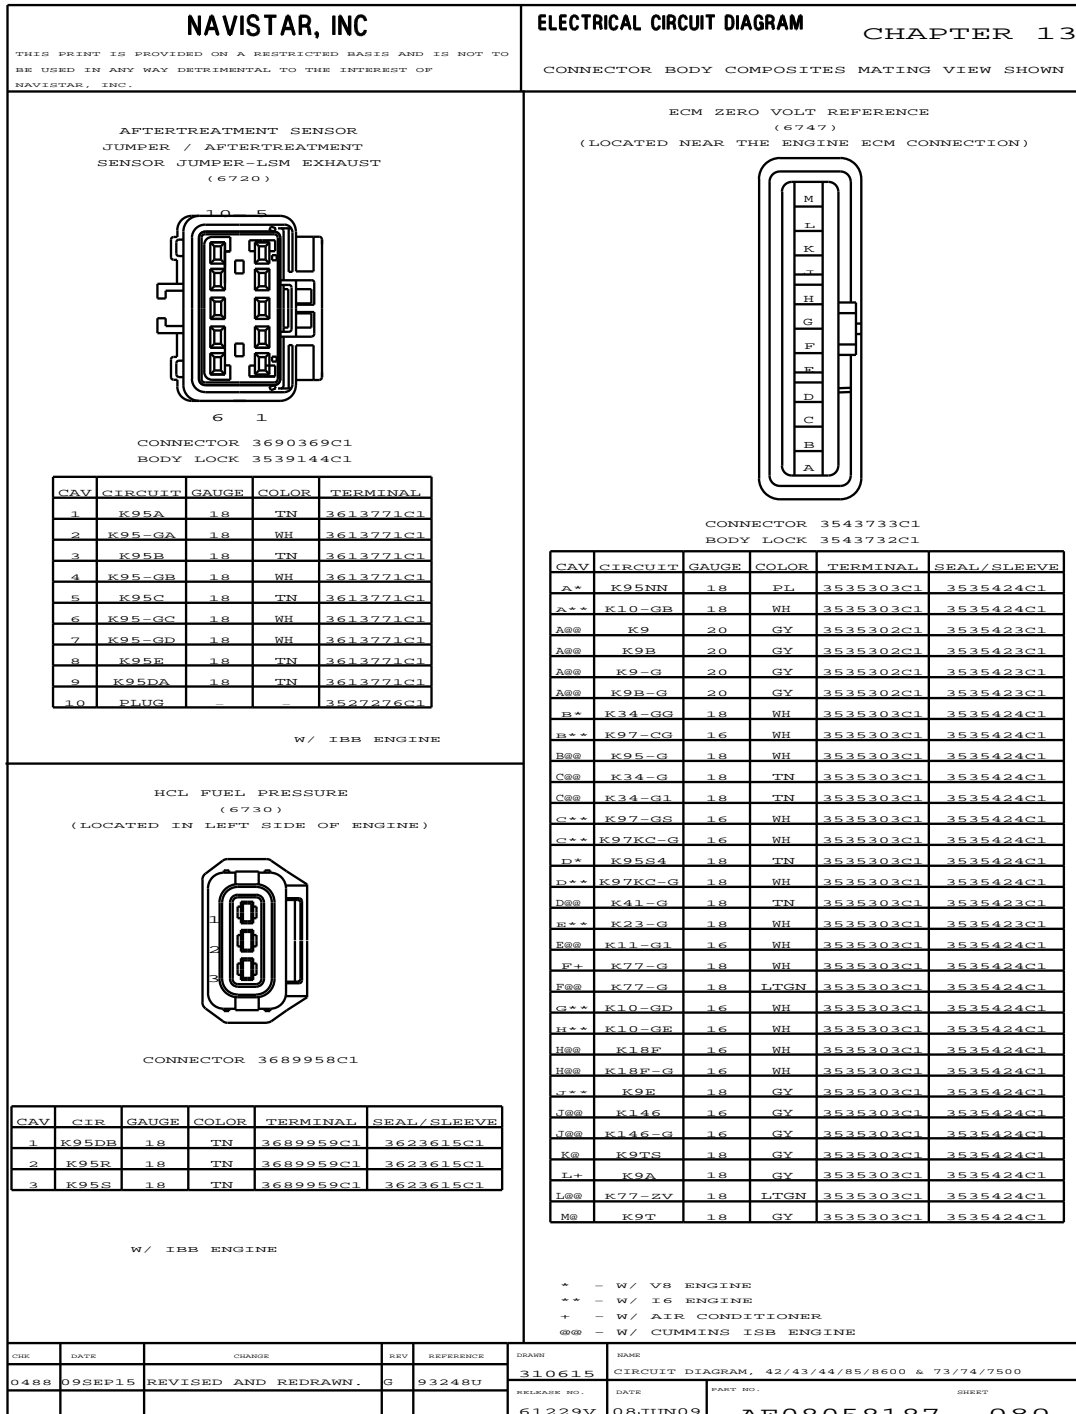 NAVISTAR, INC
THIS PRINT IS PROVIDED ON A RESTRICTED BASIS AND IS NOT TO
BE USED IN ANY WAY DETRIMENTAL TO THE INTEREST OF
NAVISTAR, INC.
ELECTRICAL CIRCUIT DIAGRAM
CHAPTER 13
CONNECTOR BODY COMPOSITES MATING VIEW SHOWN
AFTERTREATMENT SENSOR
JUMPER / AFTERTREATMENT
SENSOR JUMPER-LSM EXHAUST
(6720)
10 5
6 1
CONNECTOR 3690369C1
BODY LOCK 3539144C1
CAV CIRCUIT GAUGE COLOR TERMINAL
1 K95A 18 TN 3613771C1
2 K95-GA 18 WH 3613771C1
3 K95B 18 TN 3613771C1
4 K95-GB 18 WH 3613771C1
5 K95C 18 TN 3613771C1
6 K95-GC 18 WH 3613771C1
7 K95-GD 18 WH 3613771C1
8 K95E 18 TN 3613771C1
9 K95DA 18 TN 3613771C1
10 PLUG - - 3527276C1
W/ IBB ENGINE
HCL FUEL PRESSURE
(6730)
(LOCATED IN LEFT SIDE OF ENGINE)
1
2
3
CONNECTOR 3689958C1
CAV CIR GAUGE COLOR TERMINAL SEAL/SLEEVE
1 K95DB 18 TN 3689959C1 3623615C1
2 K95R 18 TN 3689959C1 3623615C1
3 K95S 18 TN 3689959C1 3623615C1
W/ IBB ENGINE
ECM ZERO VOLT REFERENCE
(6747)
(LOCATED NEAR THE ENGINE ECM CONNECTION)
M
L
K
J
H
G
F
E
D
C
B
A
CONNECTOR 3543733C1
BODY LOCK 3543732C1
CAV CIRCUIT GAUGE COLOR TERMINAL SEAL/SLEEVE
A* K95NN 18 PL 3535303C1 3535424C1
A** K10-GB 18 WH 3535303C1 3535424C1
A@@ K9 20 GY 3535302C1 3535423C1
A@@ K9B 20 GY 3535302C1 3535423C1
A@@ K9-G 20 GY 3535302C1 3535423C1
A@@ K9B-G 20 GY 3535302C1 3535423C1
B* K34-GG 18 WH 3535303C1 3535424C1
B** K97-CG 16 WH 3535303C1 3535424C1
B@@ K95-G 18 WH 3535303C1 3535424C1
C@@ K34-G 18 TN 3535303C1 3535424C1
C@@ K34-G1 18 TN 3535303C1 3535424C1
C** K97-GS 16 WH 3535303C1 3535424C1
C** K97KC-G 16 WH 3535303C1 3535424C1
D* K95S4 18 TN 3535303C1 3535424C1
D** K97KC-G 18 WH 3535303C1 3535424C1
D@@ K41-G 18 TN 3535303C1 3535423C1
E** K23-G 18 WH 3535303C1 3535424C1
E@@ K11-G1 16 WH 3535303C1 3535424C1
F+ K77-G 18 WH 3535303C1 3535424C1
F@@ K77-G 18 LTGN 3535303C1 3535424C1
G** K10-GD 16 WH 3535303C1 3535424C1
H** K10-GE 16 WH 3535303C1 3535424C1
H@@ K18F 16 WH 3535303C1 3535424C1
H@@ K18F-G 16 WH 3535303C1 3535424C1
J** K9E 18 GY 3535303C1 3535424C1
J@@ K146 16 GY 3535303C1 3535424C1
J@@ K146-G 16 GY 3535303C1 3535424C1
K@ K9TS 18 GY 3535303C1 3535424C1
L+ K9A 18 GY 3535303C1 3535424C1
L@@ K77-ZV 18 LTGN 3535303C1 3535424C1
M@ K9T 18 GY 3535303C1 3535424C1
* - W/ V8 ENGINE
** - W/ I6 ENGINE
+ - W/ AIR CONDITIONER
@@ - W/ CUMMINS ISB ENGINE
CHK DATE CHANGE REV REFERENCE
0488 09SEP15 REVISED AND REDRAWN. G 93248U
DRAWN
310615
NAME
CIRCUIT DIAGRAM, 42/43/44/85/8600 & 73/74/7500
RELEASE NO.
61229V
DATE
08JUN09
PART NO. SHEET
AE08058187 080